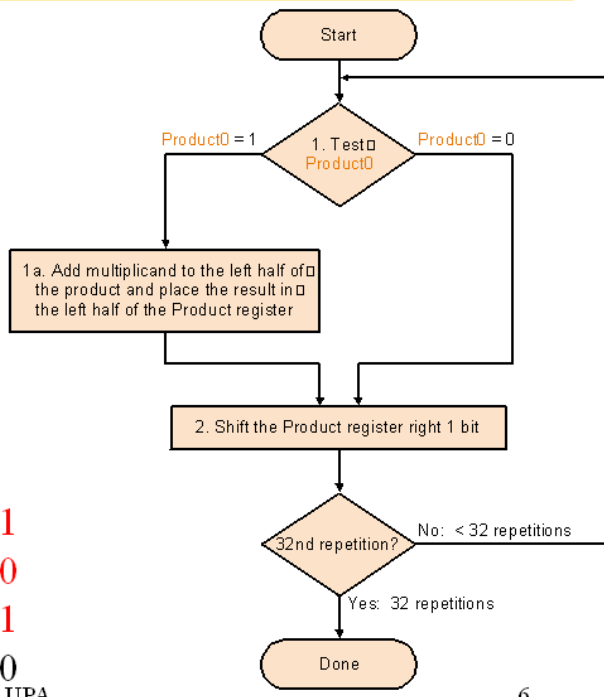 Start
Product0 = 1
1. Test
Product0
Product0 = 0
1a. Add multiplicand to the left half of
the product and place the result in
the left half of the Product register
2. Shift the Product register right 1 bit
32nd repetition?
No: < 32 repetitions
Yes: 32 repetitions
Done
1
0
1
0
UPA
6